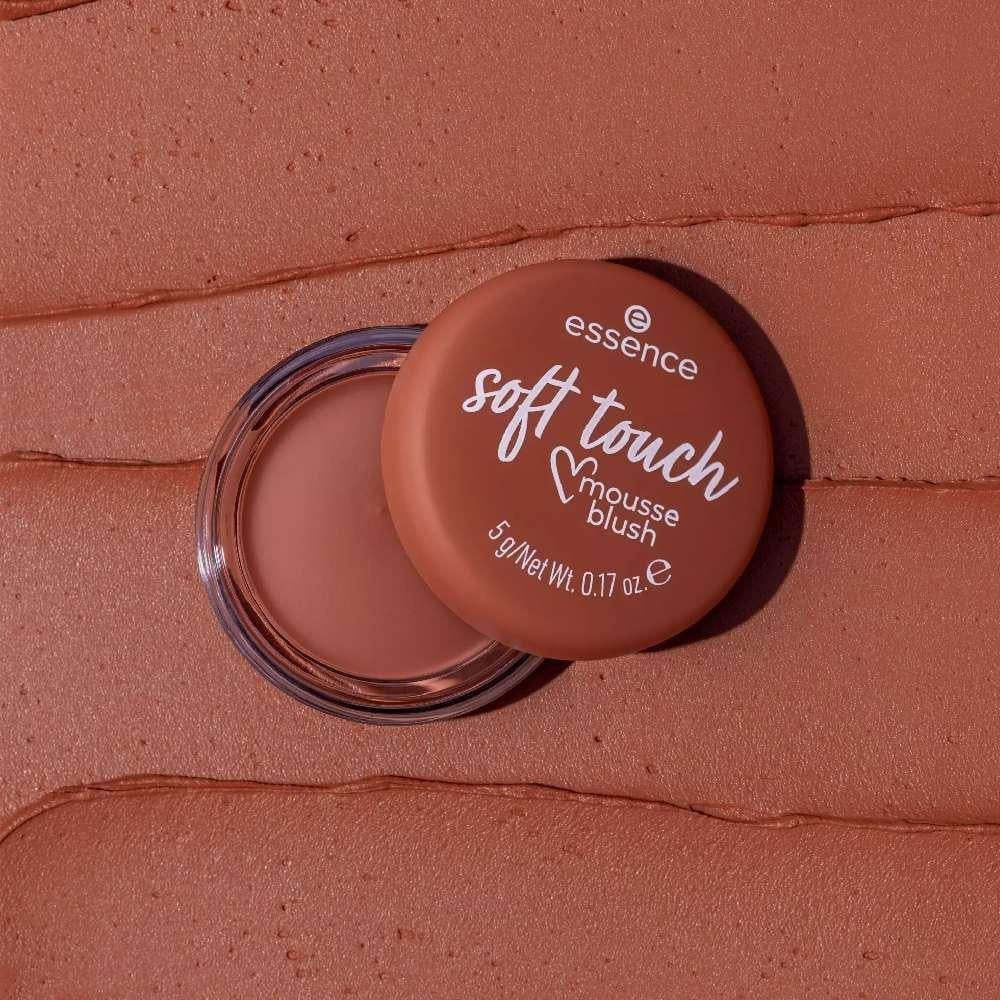 e
essence
soft touch
mousse
blush
5 g/Net Wt. 0.17 oz. ℮